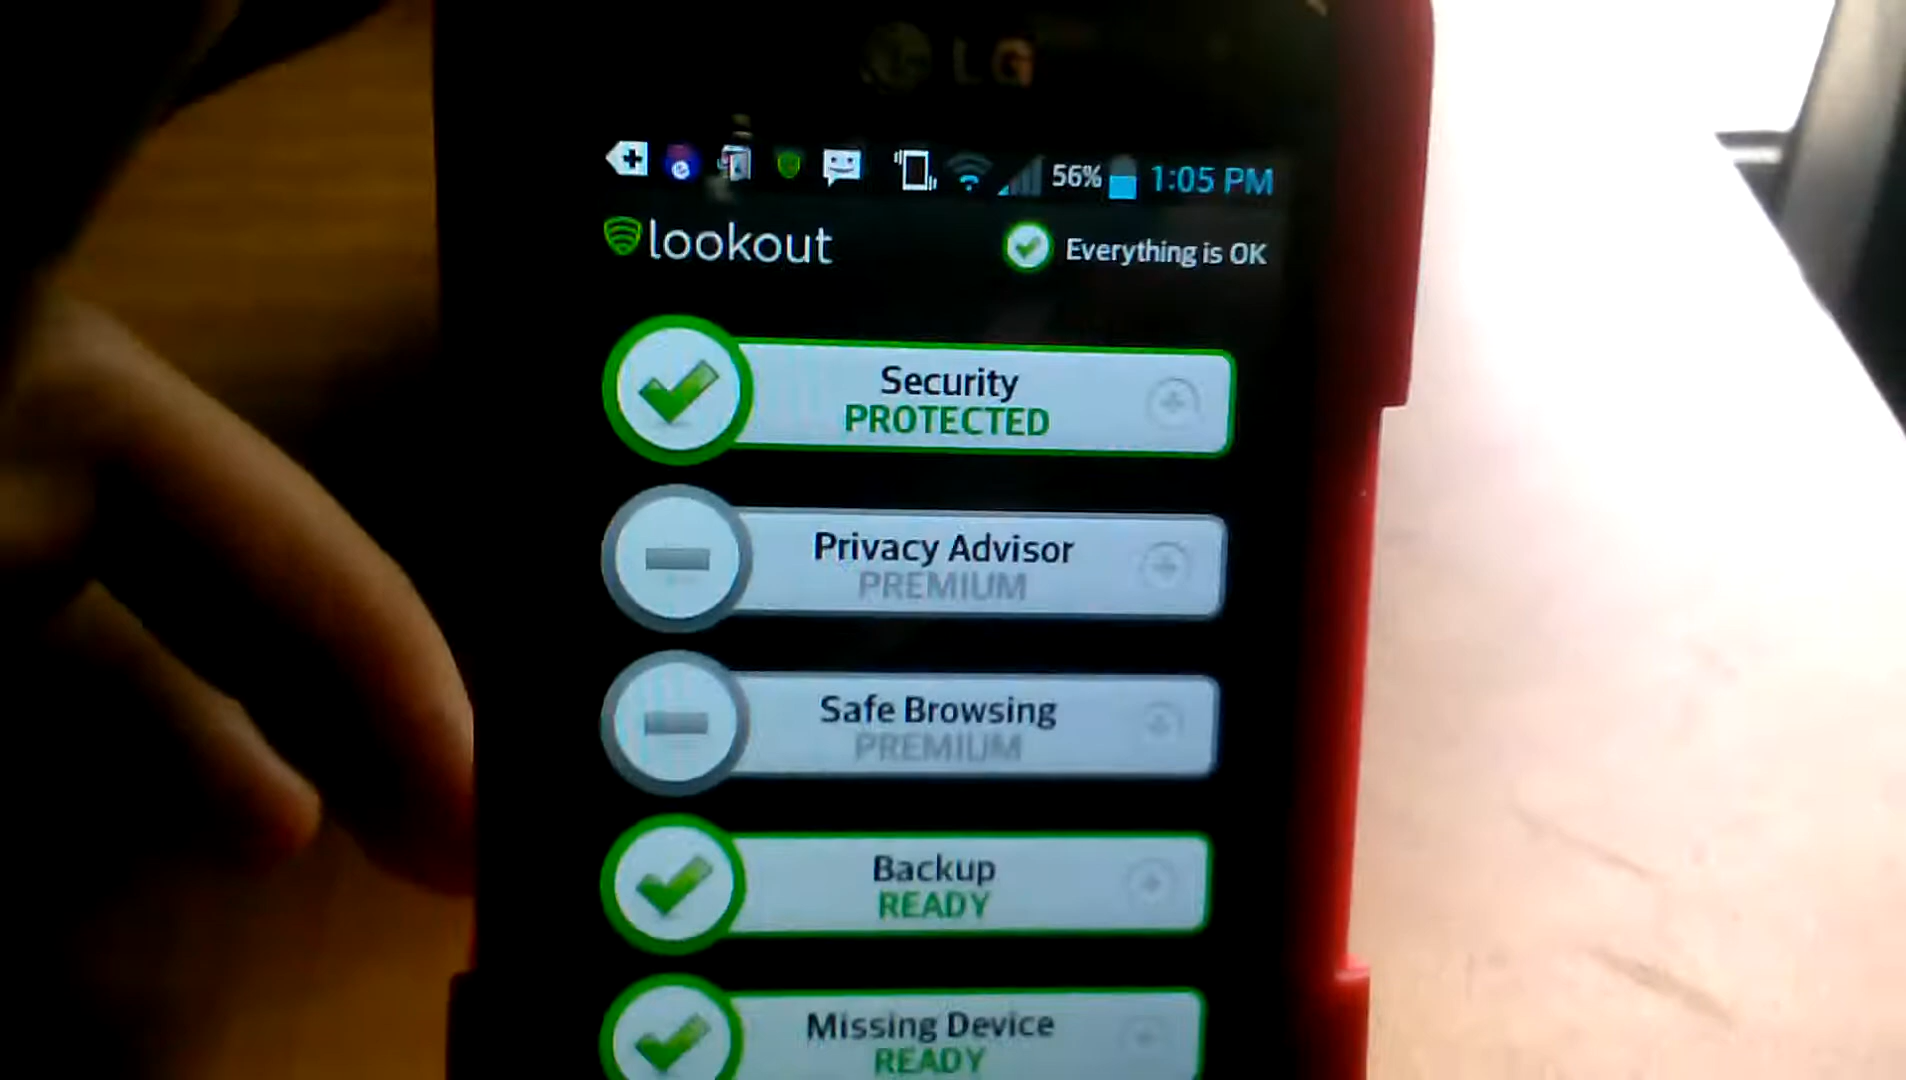 LG
56% 1:05 PM
lookout
Everything is OK
Security
PROTECTED
Privacy Advisor
PREMIUM
Safe Browsing
PREMIUM
Backup
READY
Missing Device
READY